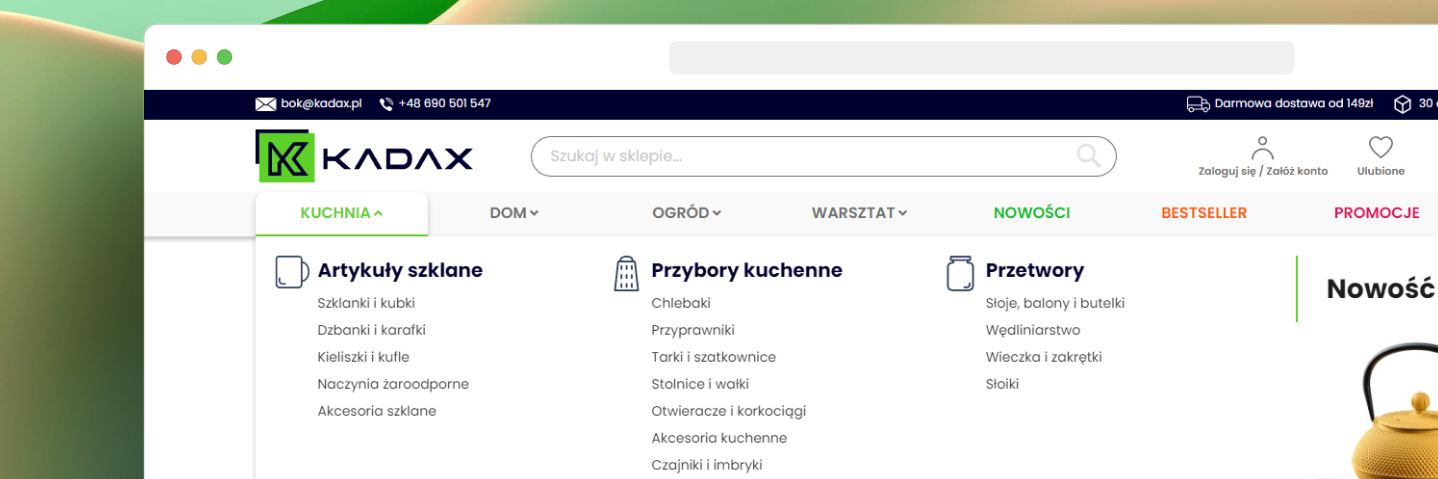 bok@kadax.pl +48 690 501 547 Darmowa dostawa od 149zł 30
KADAX Szukaj w sklepie... Zaloguj się / Załóż konto Ulubione
KUCHNIA DOM OGRÓD WARSZTAT NOWOŚCI BESTSELLER PROMOCJE
Artykuły szklane
Szklanki i kubki
Dzbanki i karafki
Kieliszki i kufle
Naczynia żaroodporne
Akcesoria szklane
Przybory kuchenne
Chlebaki
Przyprawniki
Tarki i szatkownice
Stolnice i wałki
Otwieracze i korkociągi
Akcesoria kuchenne
Czajniki i imbryki
Przetwory
Słoje, balony i butelki
Wędliniarstwo
Wieczka i zakrętki
Słoiki
Nowość